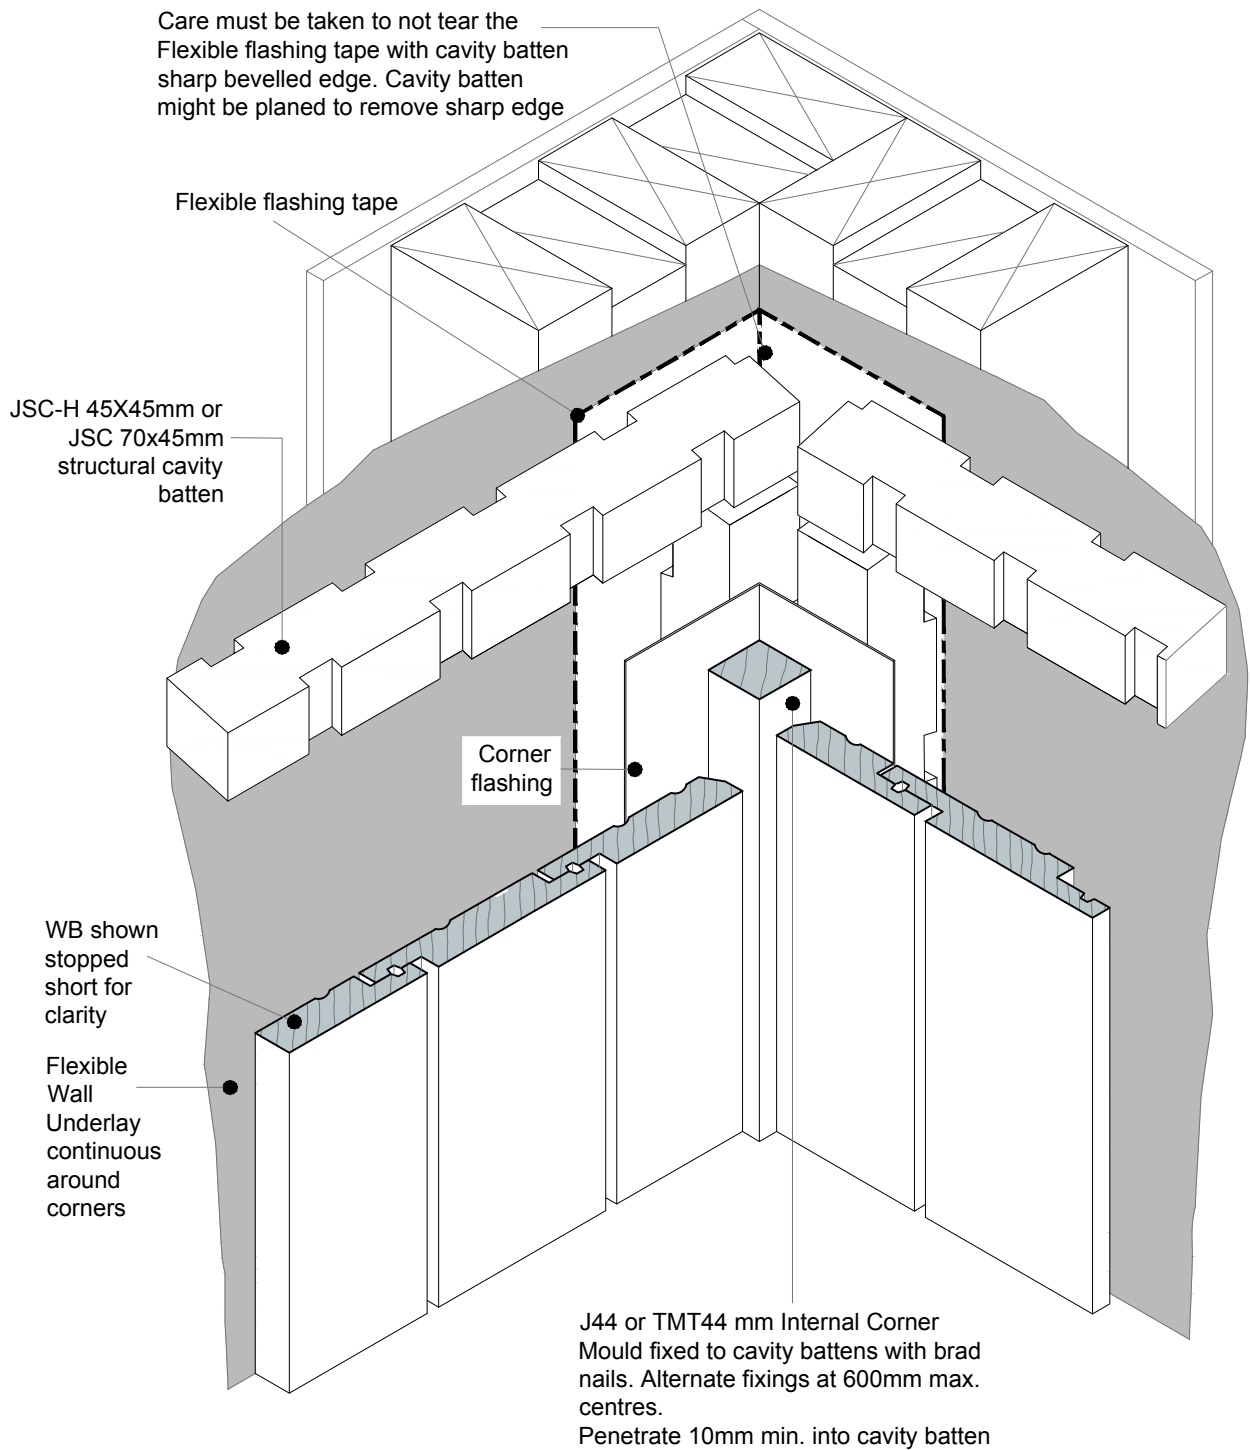 Care must be taken to not tear the
Flexible flashing tape with cavity batten
sharp bevelled edge. Cavity batten
might be planed to remove sharp edge
Flexible flashing tape
JSC-H 45X45mm or
JSC 70x45mm
structural cavity
batten
Corner
flashing
WB shown
stopped
short for
clarity
Flexible
Wall
Underlay
continuous
around
corners
J44 or TMT44 mm Internal Corner
Mould fixed to cavity battens with brad
nails. Alternate fixings at 600mm max.
centres.
Penetrate 10mm min. into cavity batten